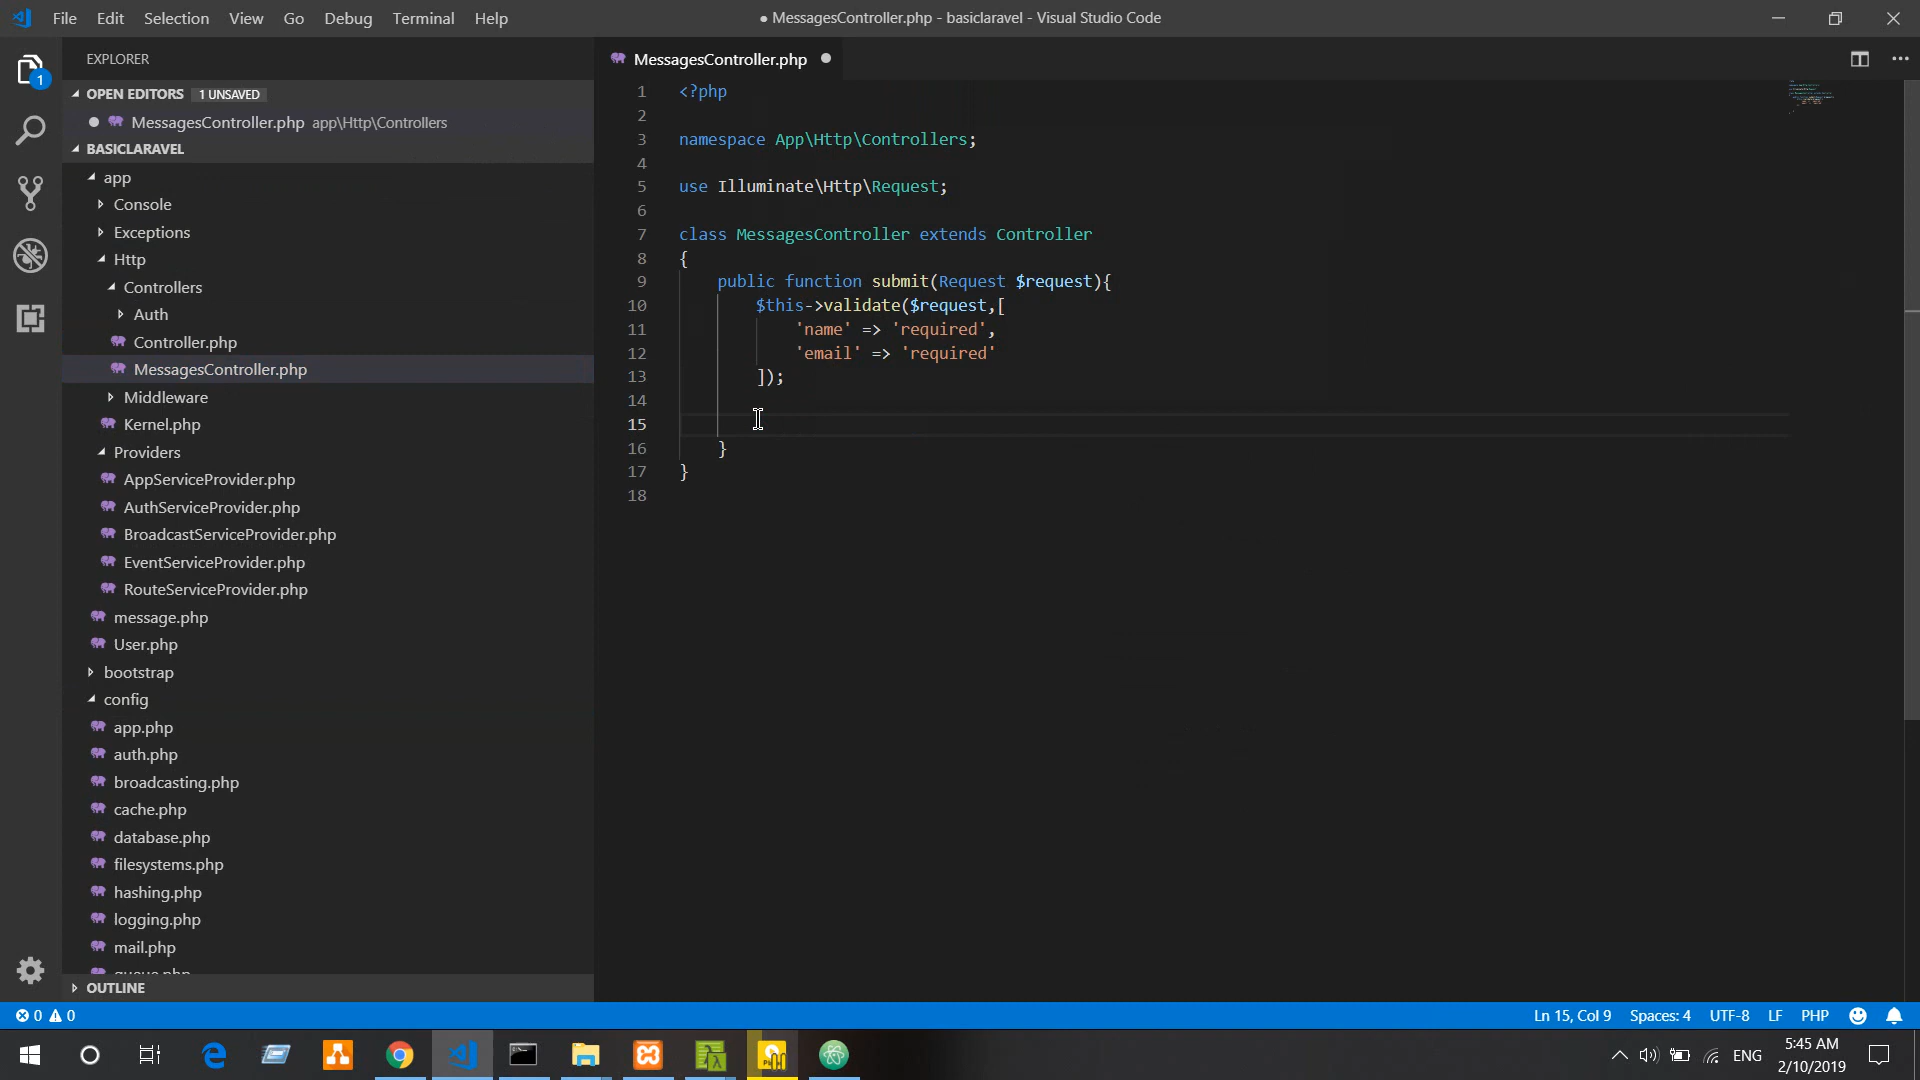 File Edit Selection View Go Debug Terminal Help
● MessagesController.php - basiclaravel - Visual Studio Code
EXPLORER
1
OPEN EDITORS 1 UNSAVED
MessagesController.php app\Http\Controllers
BASICLARAVEL
app
Console
Exceptions
Http
Controllers
Auth
Controller.php
MessagesController.php
Middleware
Kernel.php
Providers
AppServiceProvider.php
AuthServiceProvider.php
BroadcastServiceProvider.php
EventServiceProvider.php
RouteServiceProvider.php
message.php
User.php
bootstrap
config
app.php
auth.php
broadcasting.php
cache.php
database.php
filesystems.php
hashing.php
logging.php
mail.php
queue.php
OUTLINE
MessagesController.php
1 <?php
2
3 namespace App\Http\Controllers;
4
5 use Illuminate\Http\Request;
6
7 class MessagesController extends Controller
8 {
9 public function submit(Request $request){
10 $this->validate($request,[
11 'name' => 'required',
12 'email' => 'required'
13 ]);
14
15
16 }
17 }
18
0 0
Ln 15, Col 9 Spaces: 4 UTF-8 LF PHP
ENG
5:45 AM
2/10/2019